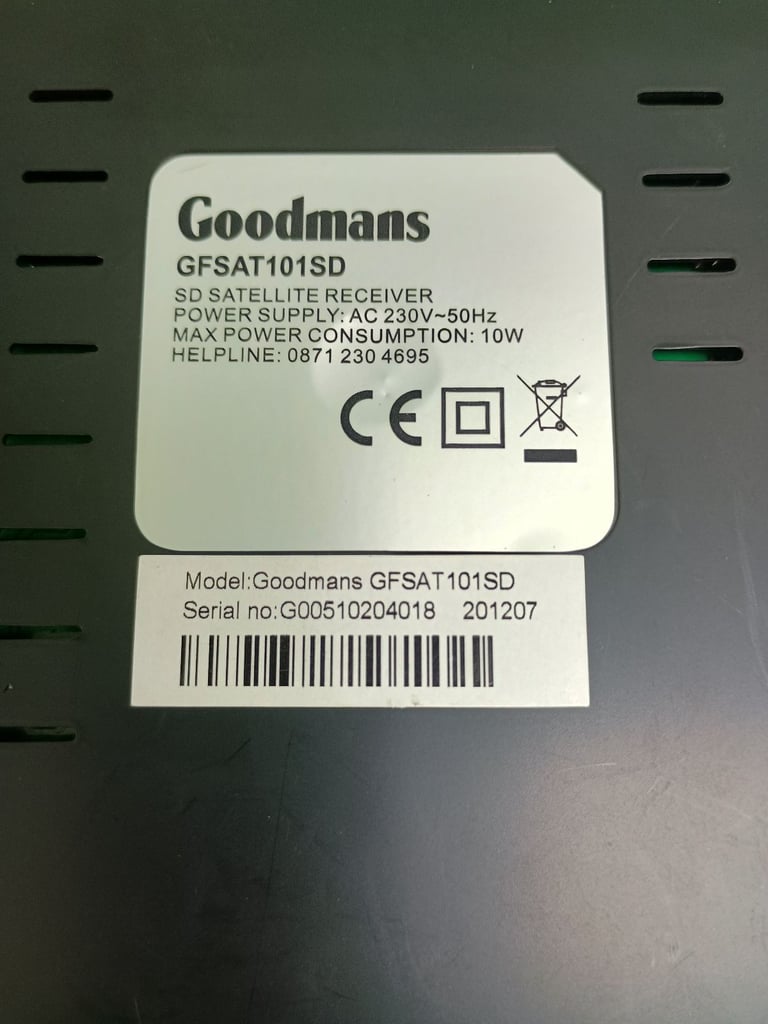 Goodmans
GFSAT101SD
SD SATELLITE RECEIVER
POWER SUPPLY: AC 230V~50Hz
MAX POWER CONSUMPTION: 10W
HELPLINE: 0871 230 4695
CE
Model:Goodmans GFSAT101SD
Serial no:G00510204018 201207